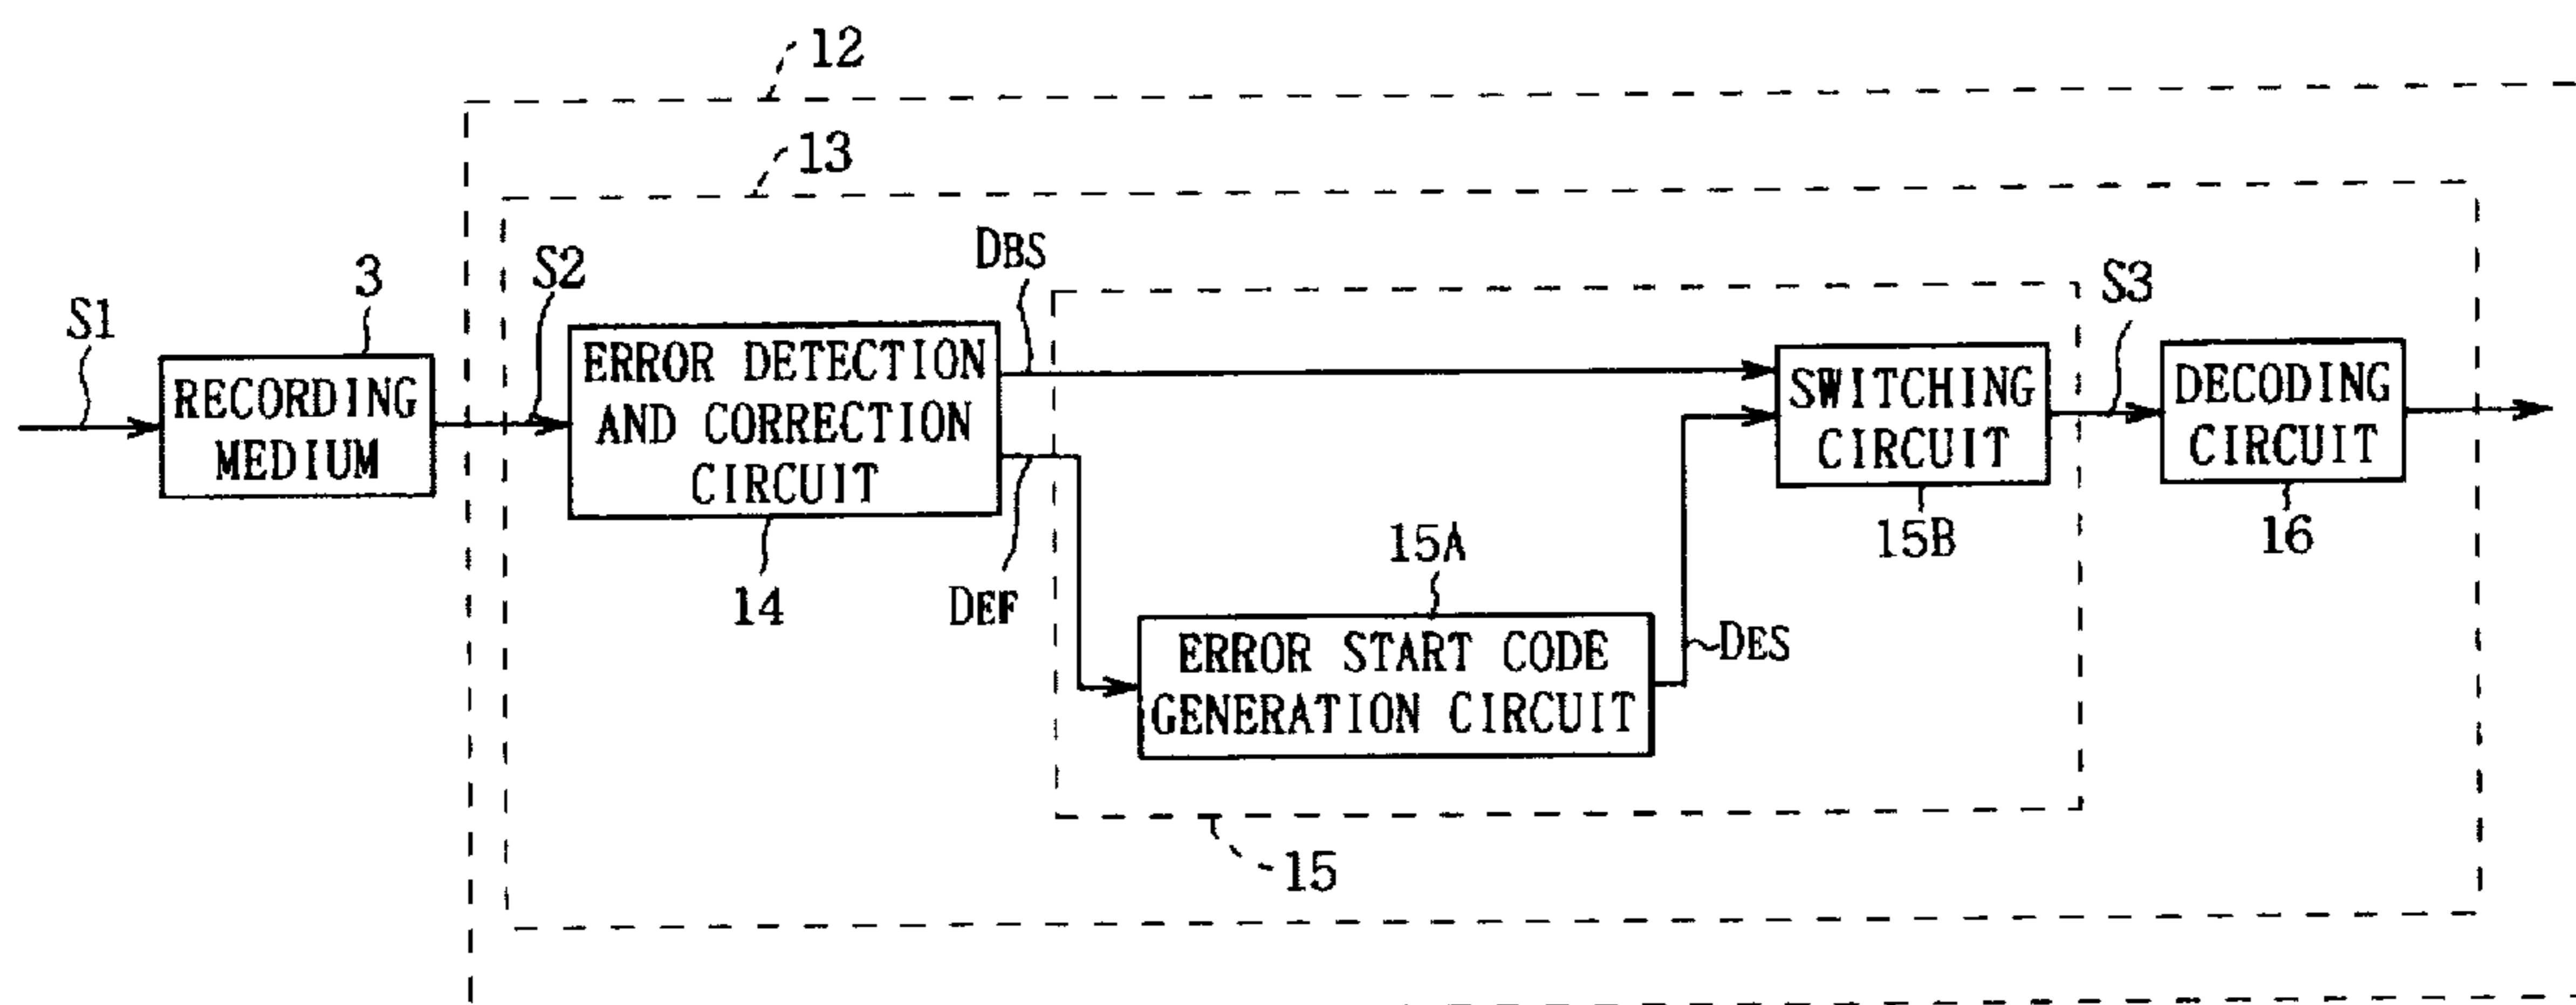 12
13
S1
3
RECORDING
MEDIUM
S2
ERROR DETECTION
AND CORRECTION
CIRCUIT
14
DBS
DEF
15A
ERROR START CODE
GENERATION CIRCUIT
DES
SWITCHING
CIRCUIT
15B
S3
DECODING
CIRCUIT
16
15